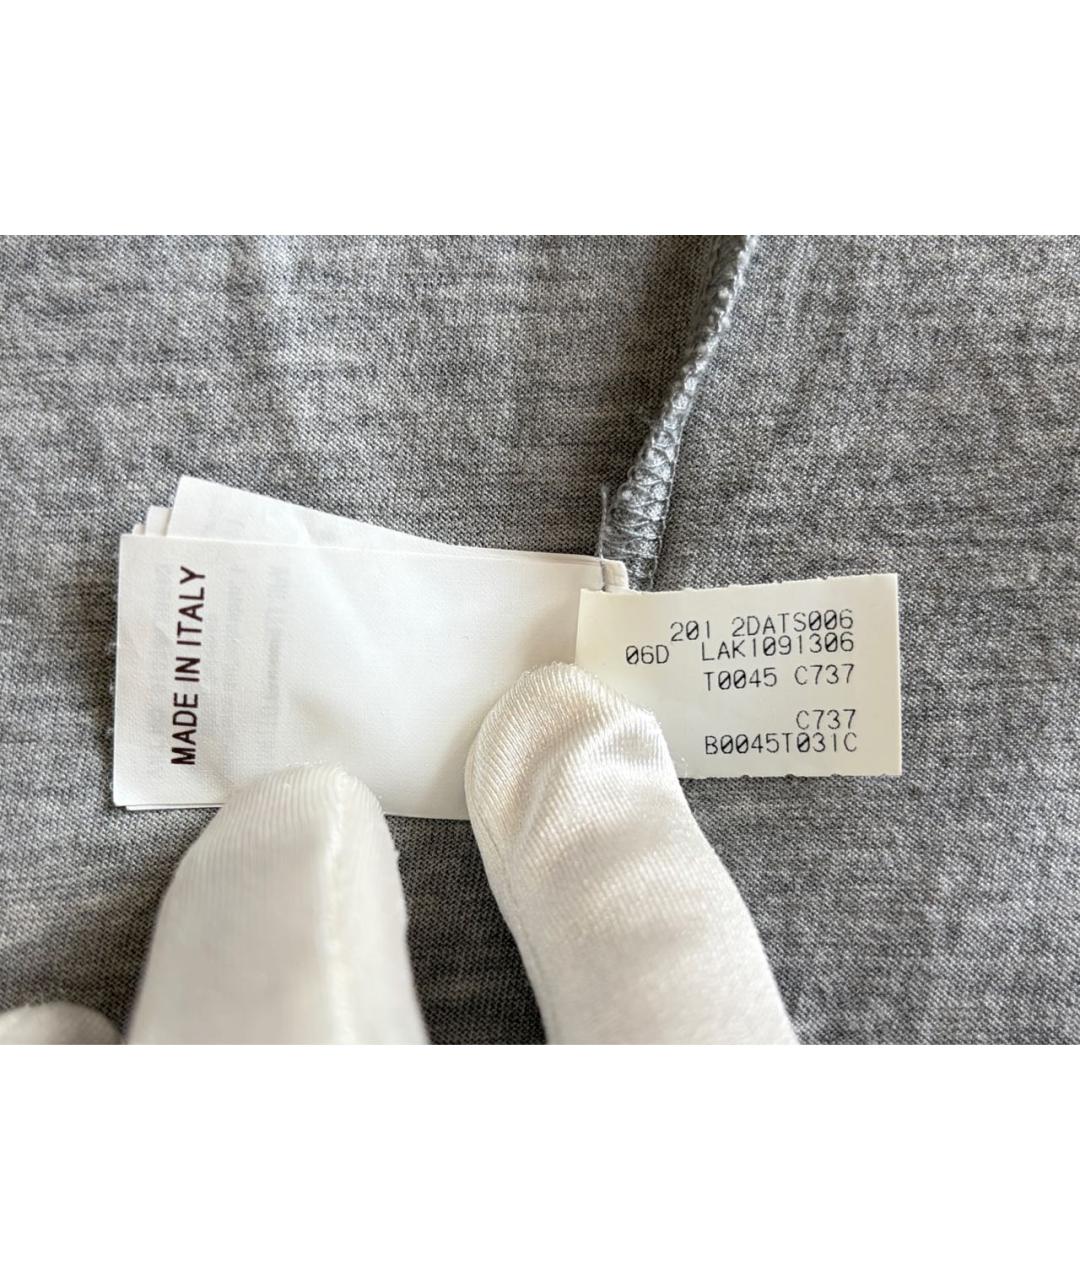 MADE IN ITALY
201 2DATS006
06D LAK1091306
T0045 C737
C737
B0045T031C